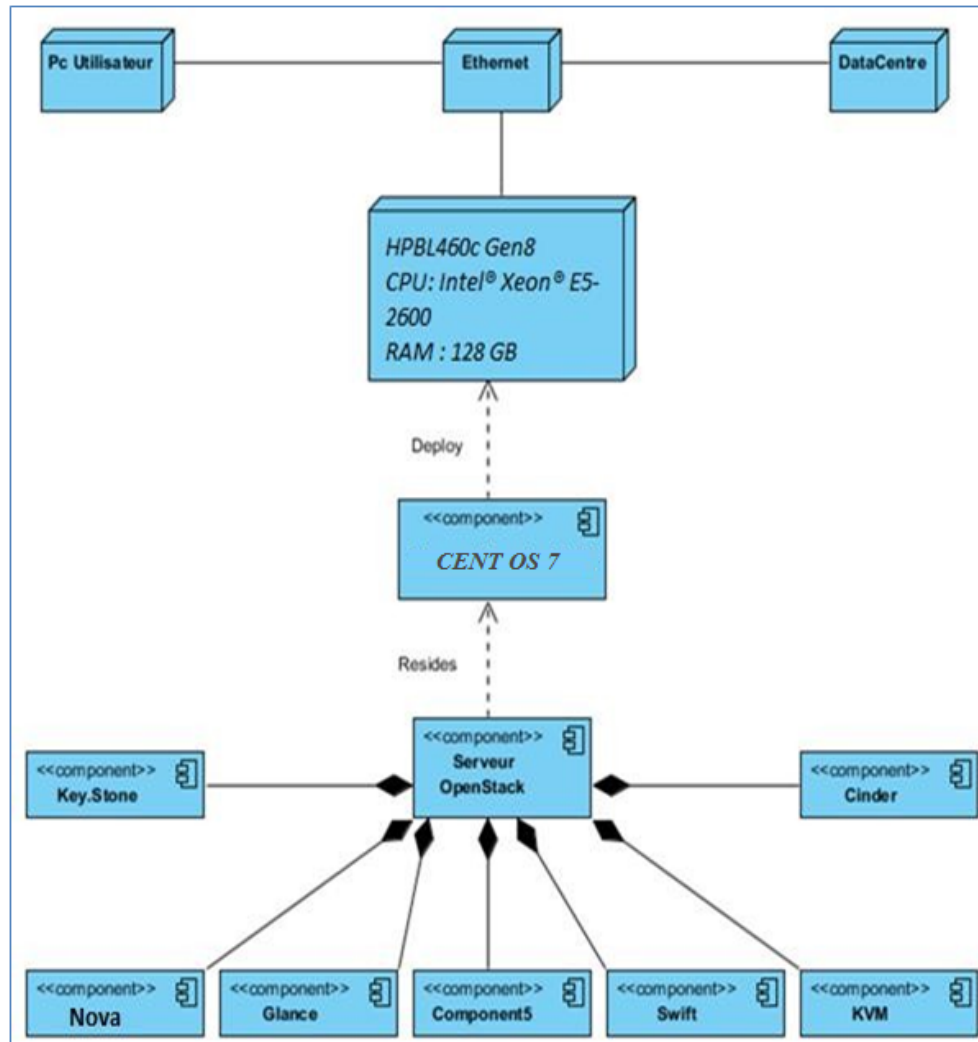 Pc Utilisateur
Ethernet
DataCentre
HPBL460c Gen8
CPU: Intel® Xeon® E5-
2600
RAM : 128 GB
Deploy
<<component>>
CENT OS 7
Resides
<<component>>
Serveur
OpenStack
<<component>>
Key.Stone
<<component>>
Cinder
<<component>>
Nova
<<component>>
Glance
<<component>>
Component5
<<component>>
Swift
<<component>>
KVM